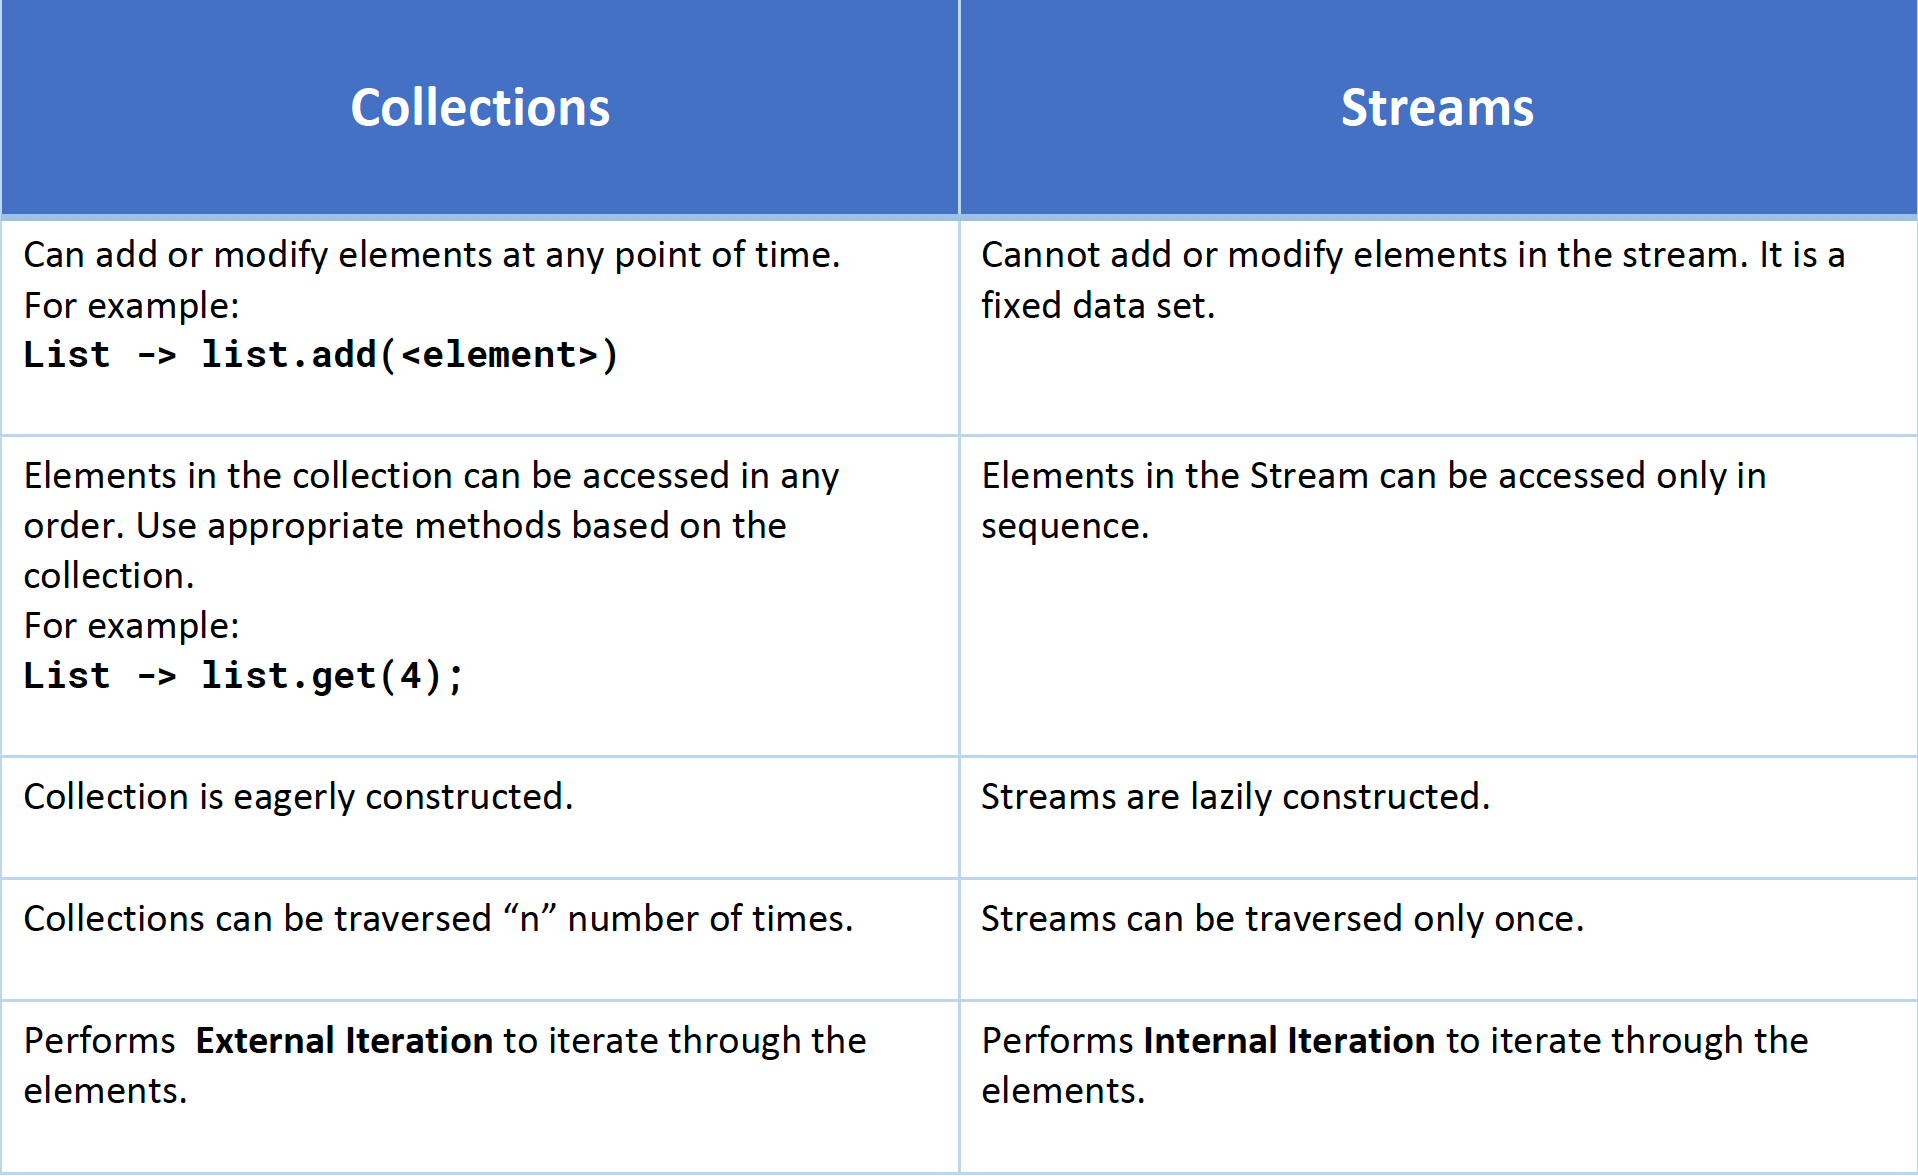 Collections
Streams
Can add or modify elements at any point of time.
For example:
List -> list.add(<element>)
Cannot add or modify elements in the stream. It is a
fixed data set.
Elements in the collection can be accessed in any
order. Use appropriate methods based on the
collection.
For example:
List -> list.get(4);
Elements in the Stream can be accessed only in
sequence.
Collection is eagerly constructed.
Streams are lazily constructed.
Collections can be traversed “n” number of times.
Streams can be traversed only once.
Performs  External Iteration to iterate through the
elements.
Performs Internal Iteration to iterate through the
elements.